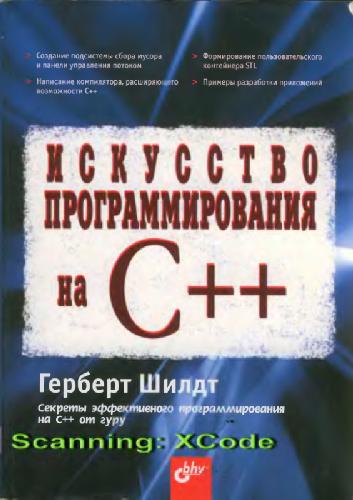 > Создание подсистемы сбора мусора
и панели управления потоком
> Написание компилятора, расширяющего
возможности C++
> Формирование пользовательского
контейнера STL
> Примеры разработки приложений
ИСКУССТВО
ПРОГРАММИРОВАНИЯ
на C++
Герберт Шилдт
Секреты эффективного программирования
на C++ от гуру
Scanning: XCode
bhv